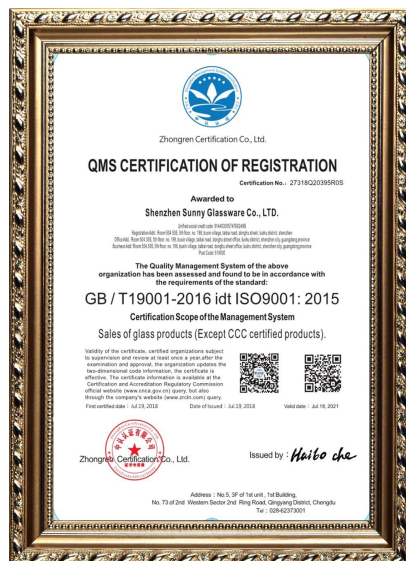 Zhongren Certification Co., Ltd.
QMS CERTIFICATION OF REGISTRATION
Certification No.: 27318Q20395R0S
Awarded to
Shenzhen Sunny Glassware Co., LTD.
The Quality Management System of the above
organization has been assessed and found to be in accordance with
the requirements of the standard:
GB / T19001-2016 idt ISO9001: 2015
Certification Scope of the Management System
Sales of glass products (Except CCC certified products).
Validity of the certificate, certified organizations subject
to supervision and review at least once a year.after the
examination and approval, the organization updates the
two-dimensional code information, the certificate is
effective. The certificate information is available at the
Certification and Accreditation Regulatory Commission
official website (www.cnca.gov.cn) query, but also
through the company's website (www.zrcln.com) query.
First certified date : Jul.19, 2018 Date of Issued : Jul.19, 2018 Valid date : Jul.18, 2021
Zhongren Certification Co., Ltd.
Issued by : Haibo che
Address : No.5, 3F of 1st unit , 1st Building,
No. 73 of 2nd Western Sector 2nd Ring Road, Qingyang District, Chengdu
Tel : 028-62373001